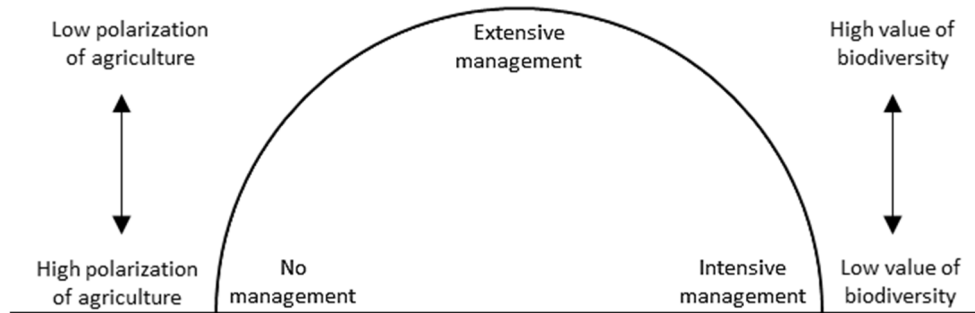 Low polarization
of agriculture
Extensive
management
High value of
biodiversity
High polarization
of agriculture
No
management
Intensive
management
Low value of
biodiversity